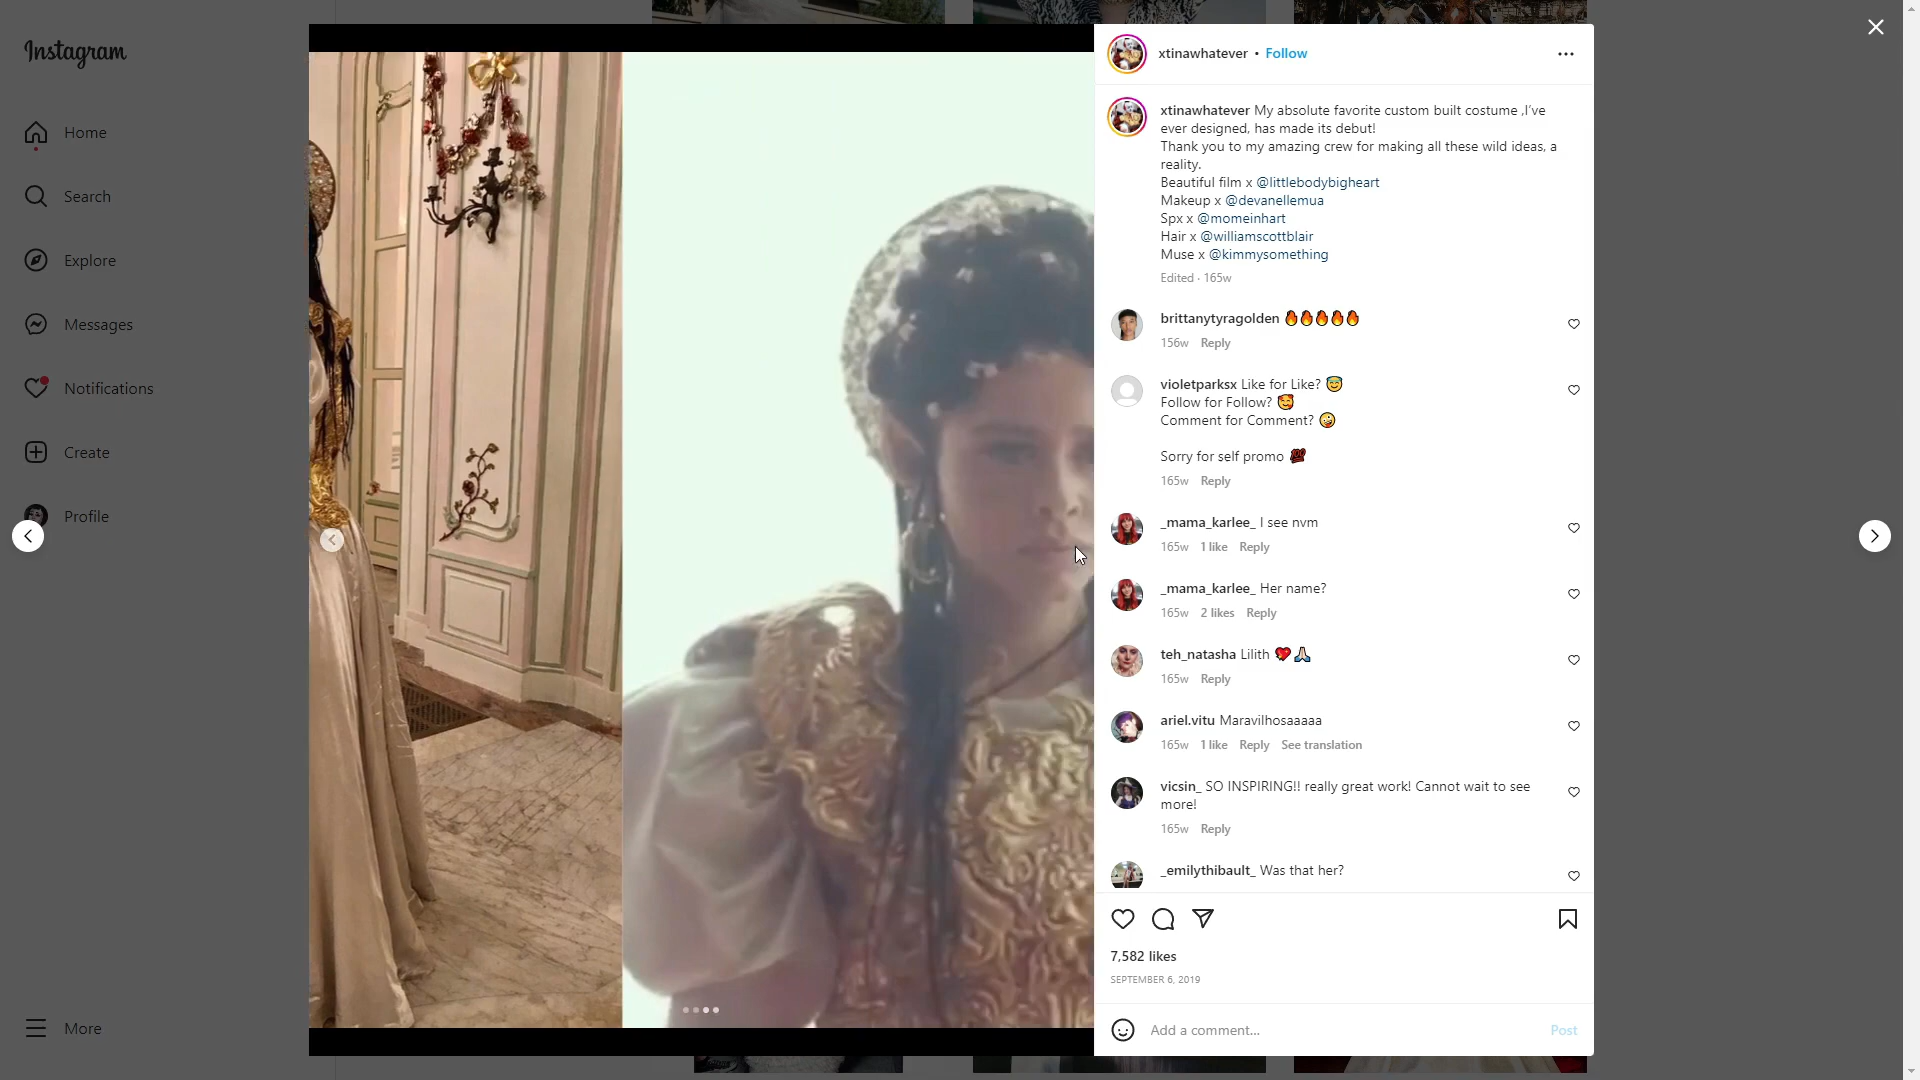 Instagram
Home
Search
Explore
Messages
Notifications
Create
Profile
More
xtinawhatever • Follow
xtinawhatever My absolute favorite custom built costume ,I've
ever designed, has made its debut!
Thank you to my amazing crew for making all these wild ideas, a
reality.
Beautiful film x @littlebodybigheart
Makeup x @devanellemua
Spx x @momeinhart
Hair x @williamscottblair
Muse x @kimmysomething
Edited · 165w
brittanytyragolden 🔥🔥🔥🔥🔥
156w Reply
violetparksx Like for Like? 😇
Follow for Follow? 🥰
Comment for Comment? 🤪
Sorry for self promo 💯
165w Reply
_mama_karlee_ I see nvm
165w 1 like Reply
_mama_karlee_ Her name?
165w 2 likes Reply
teh_natasha Lilith 💖🙏🏻
165w Reply
ariel.vitu Maravilhosaaaaa
165w 1 like Reply See translation
vicsin_ SO INSPIRING!! really great work! Cannot wait to see
more!
165w Reply
_emilythibault_ Was that her?
7,582 likes
SEPTEMBER 6, 2019
Add a comment...
Post